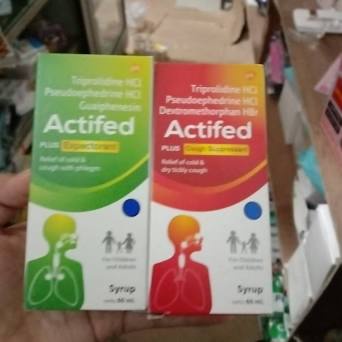 Triprolidine HCl
Pseudoephedrine HCl
Guaiphenesin
Actifed
PLUS Expectorant
Relief of cold &
cough with phlegm
For Children
and Adults
Syrup
Triprolidine HCl
Pseudoephedrine HCl
Dextromethorphan HBr
Actifed
PLUS Cough Suppressant
Relief of cold &
dry tickly cough
For Children
and Adults
Syrup